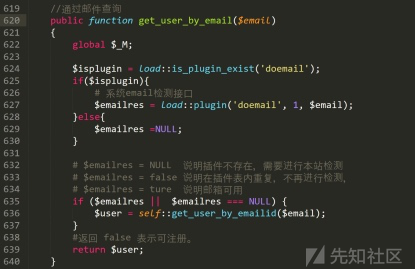 619 //通过邮件查询
620 public function get_user_by_email($email)
621 {
622 global $_M;
623
624 $isplugin = load::is_plugin_exist('doemail');
625 if($isplugin){
626 # 系统email检测接口
627 $emailres = load::plugin('doemail', 1, $email);
628 }else{
629 $emailres =NULL;
630 }
631
632 # $emailres = NULL 说明插件不存在，需要进行本站检测
633 # $emailres = false 说明在插件表内重复，不再进行检测，
634 # $emailres = ture 说明邮箱可用
635 if ($emailres || $emailres === NULL) {
636 $user = self::get_user_by_emailid($email);
637 }
638 #返回 false 表示可注册。
639 return $user;
640 }
先知社区